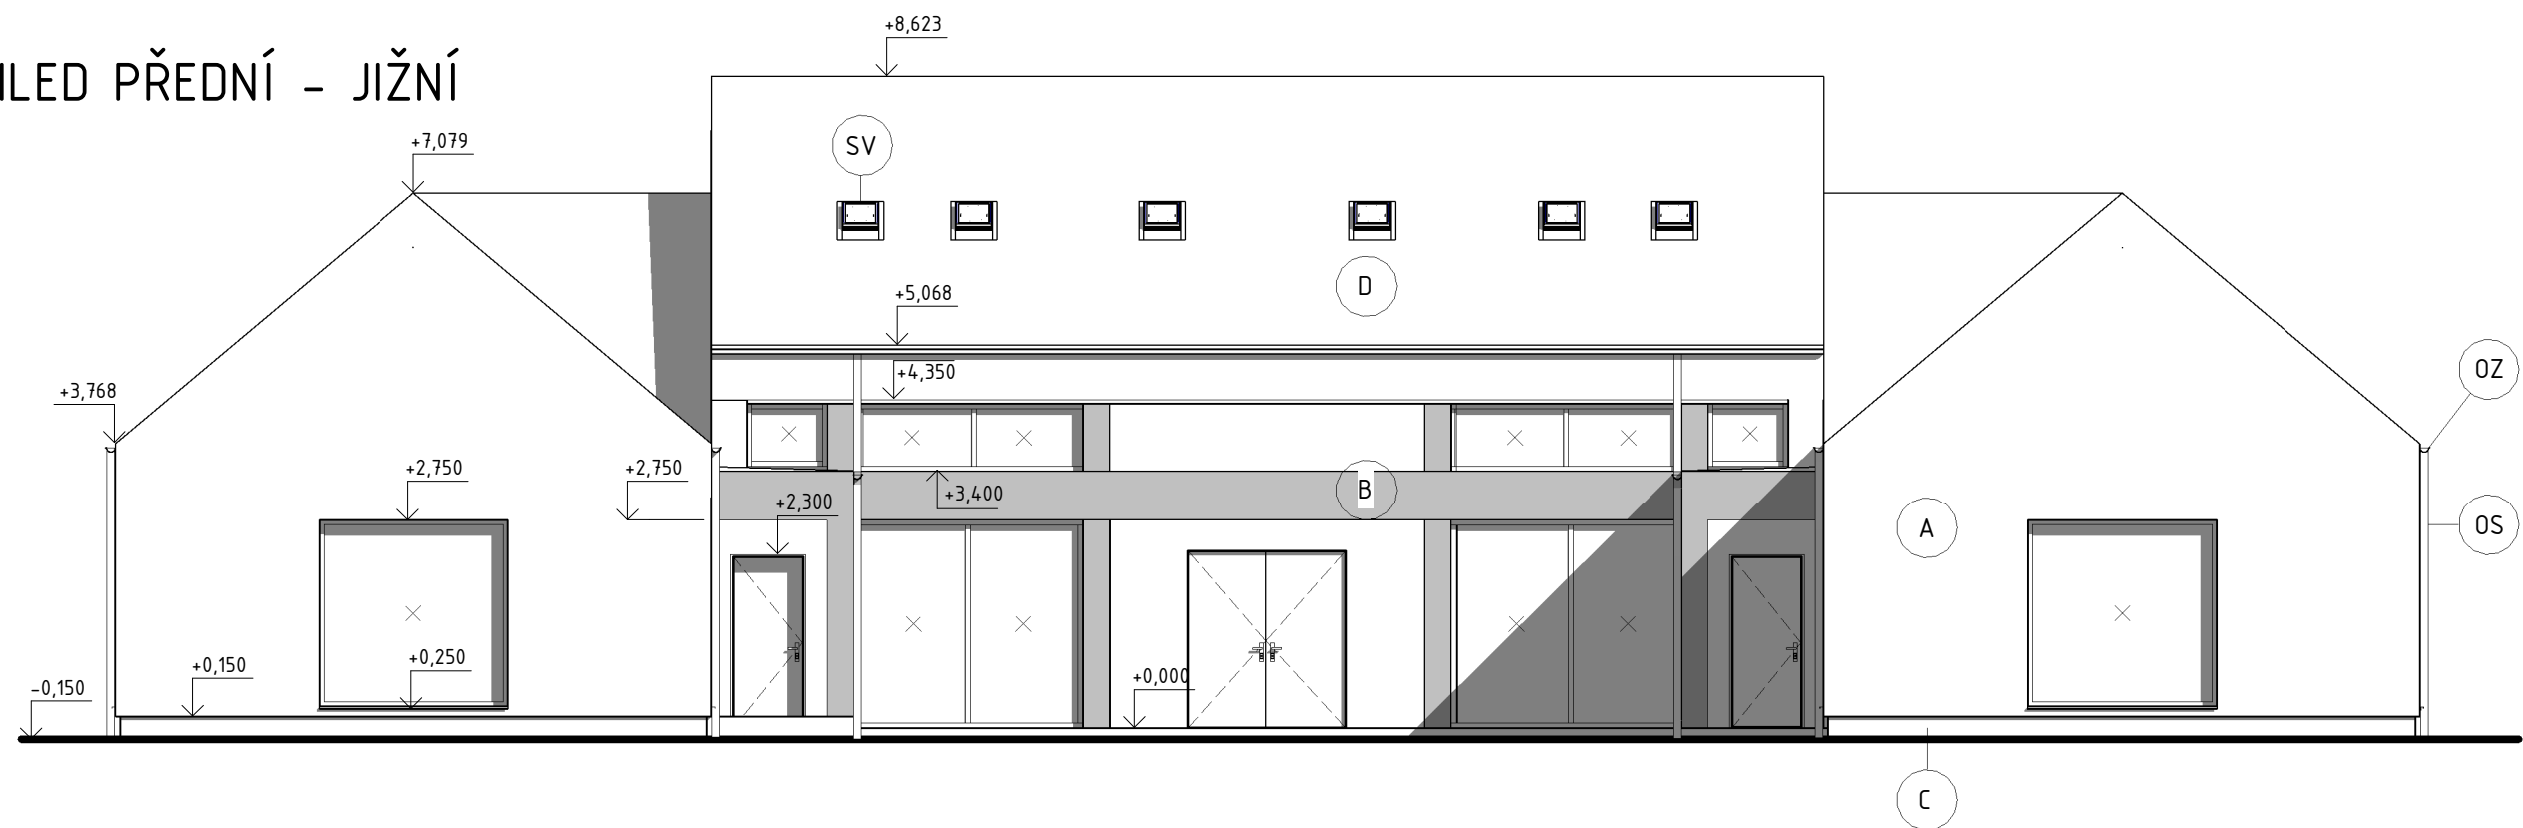 +8,623
HLED PŘEDNÍ - JIŽNÍ
+7,079
SV
D
+5,068
+4,350
OZ
+3,768
+2,750
+2,750
B
+3,400
+2,300
A
OS
+0,150
+0,250
+0,000
-0,150
C